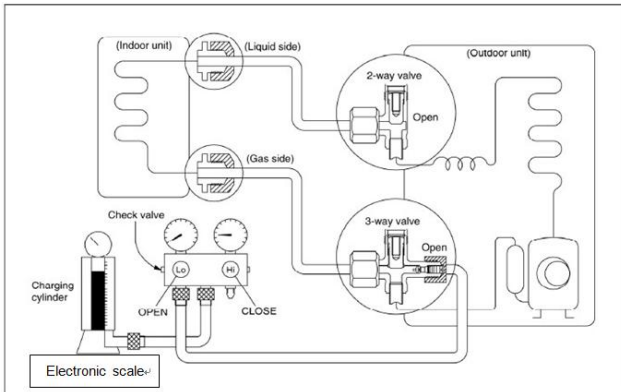 (Indoor unit)
(Liquid side)
(Outdoor unit)
2-way valve
Open
(Gas side)
3-way valve
Open
Check valve
Lo
Hi
Charging
cylinder
OPEN
CLOSE
Electronic scale